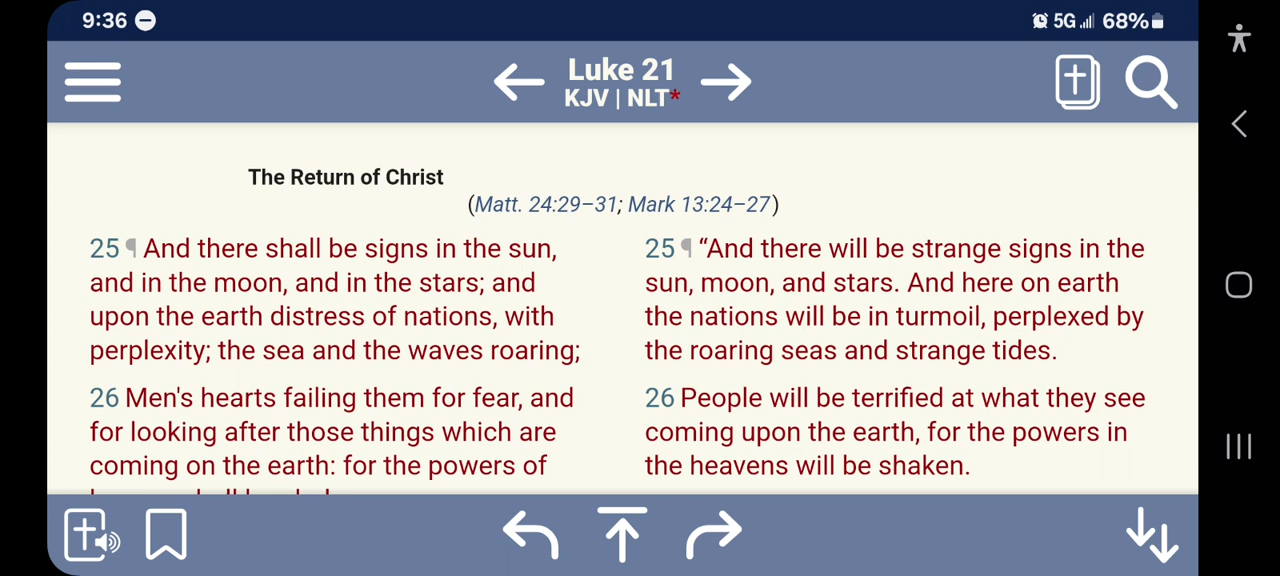 9:36
5G 68%
Luke 21
KJV | NLT*
The Return of Christ
(Matt. 24:29–31; Mark 13:24–27)
25 ¶ And there shall be signs in the sun,
and in the moon, and in the stars; and
upon the earth distress of nations, with
perplexity; the sea and the waves roaring;
26 Men's hearts failing them for fear, and
for looking after those things which are
coming on the earth: for the powers of
25 ¶ “And there will be strange signs in the
sun, moon, and stars. And here on earth
the nations will be in turmoil, perplexed by
the roaring seas and strange tides.
26 People will be terrified at what they see
coming upon the earth, for the powers in
the heavens will be shaken.